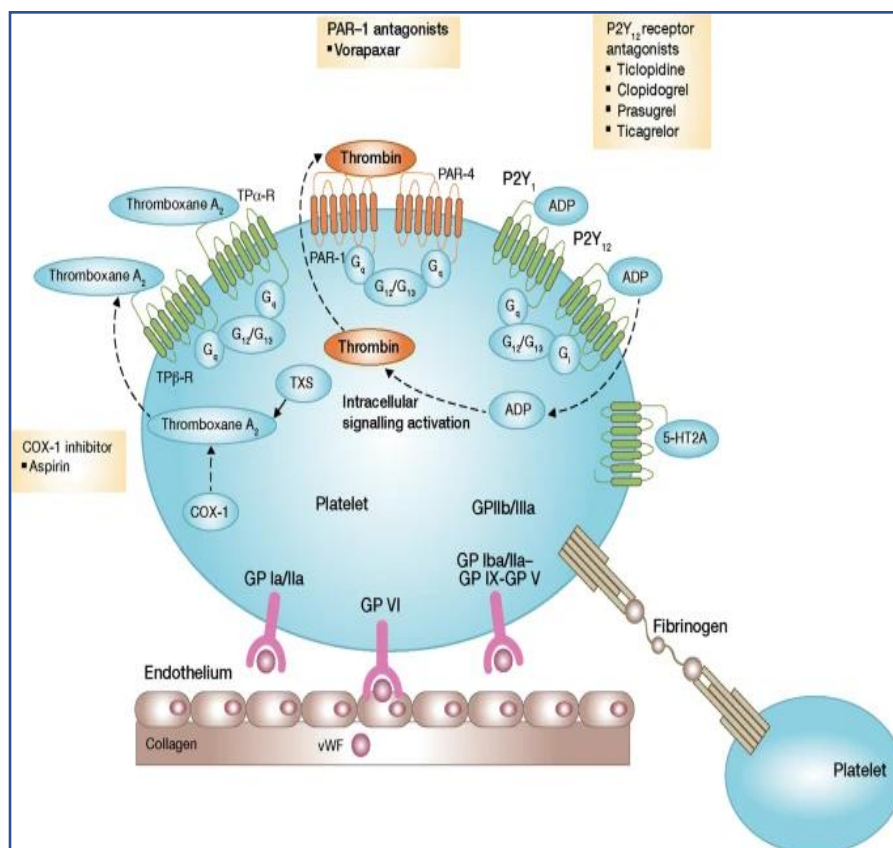 PAR–1 antagonists
▪ Vorapaxar
P2Y₁₂ receptor
antagonists
▪ Ticlopidine
▪ Clopidogrel
▪ Prasugrel
▪ Ticagrelor
Thrombin
PAR-4
P2Y₁
ADP
TPα-R
Thromboxane A₂
P2Y₁₂
PAR-1
Gq
Gq
G₁₂/G₁₃
Thromboxane A₂
ADP
Gq
G₁₂/G₁₃
Gq
Gq
G₁₂/G₁₃
Gi
Thrombin
TPβ-R
TXS
Intracellular
signalling activation
ADP
Thromboxane A₂
5-HT2A
COX-1 inhibitor
▪ Aspirin
COX-1
Platelet
GPIIb/IIIa
GP Ia/IIa
GP VI
GP Iba/IIa–
GP IX-GP V
Fibrinogen
Endothelium
Collagen
vWF
Platelet